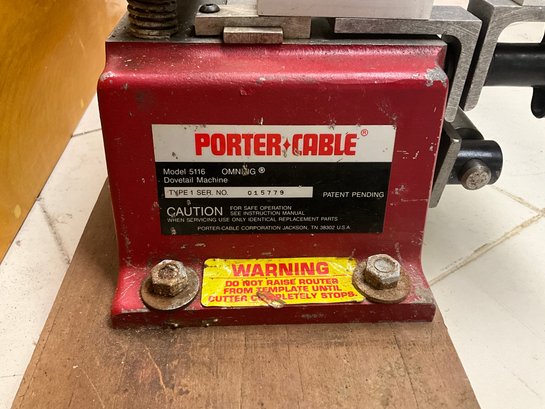 PORTER+CABLE®
Model 5116 OMNIJIG®
Dovetail Machine
TYPE 1 SER. NO. 015779
PATENT PENDING
CAUTION FOR SAFE OPERATION
SEE INSTRUCTION MANUAL
WHEN SERVICING USE ONLY IDENTICAL REPLACEMENT PARTS
PORTER-CABLE CORPORATION JACKSON, TN 38302 U.S.A.
WARNING
DO NOT RAISE ROUTER
FROM TEMPLATE UNTIL
CUTTER COMPLETELY STOPS.